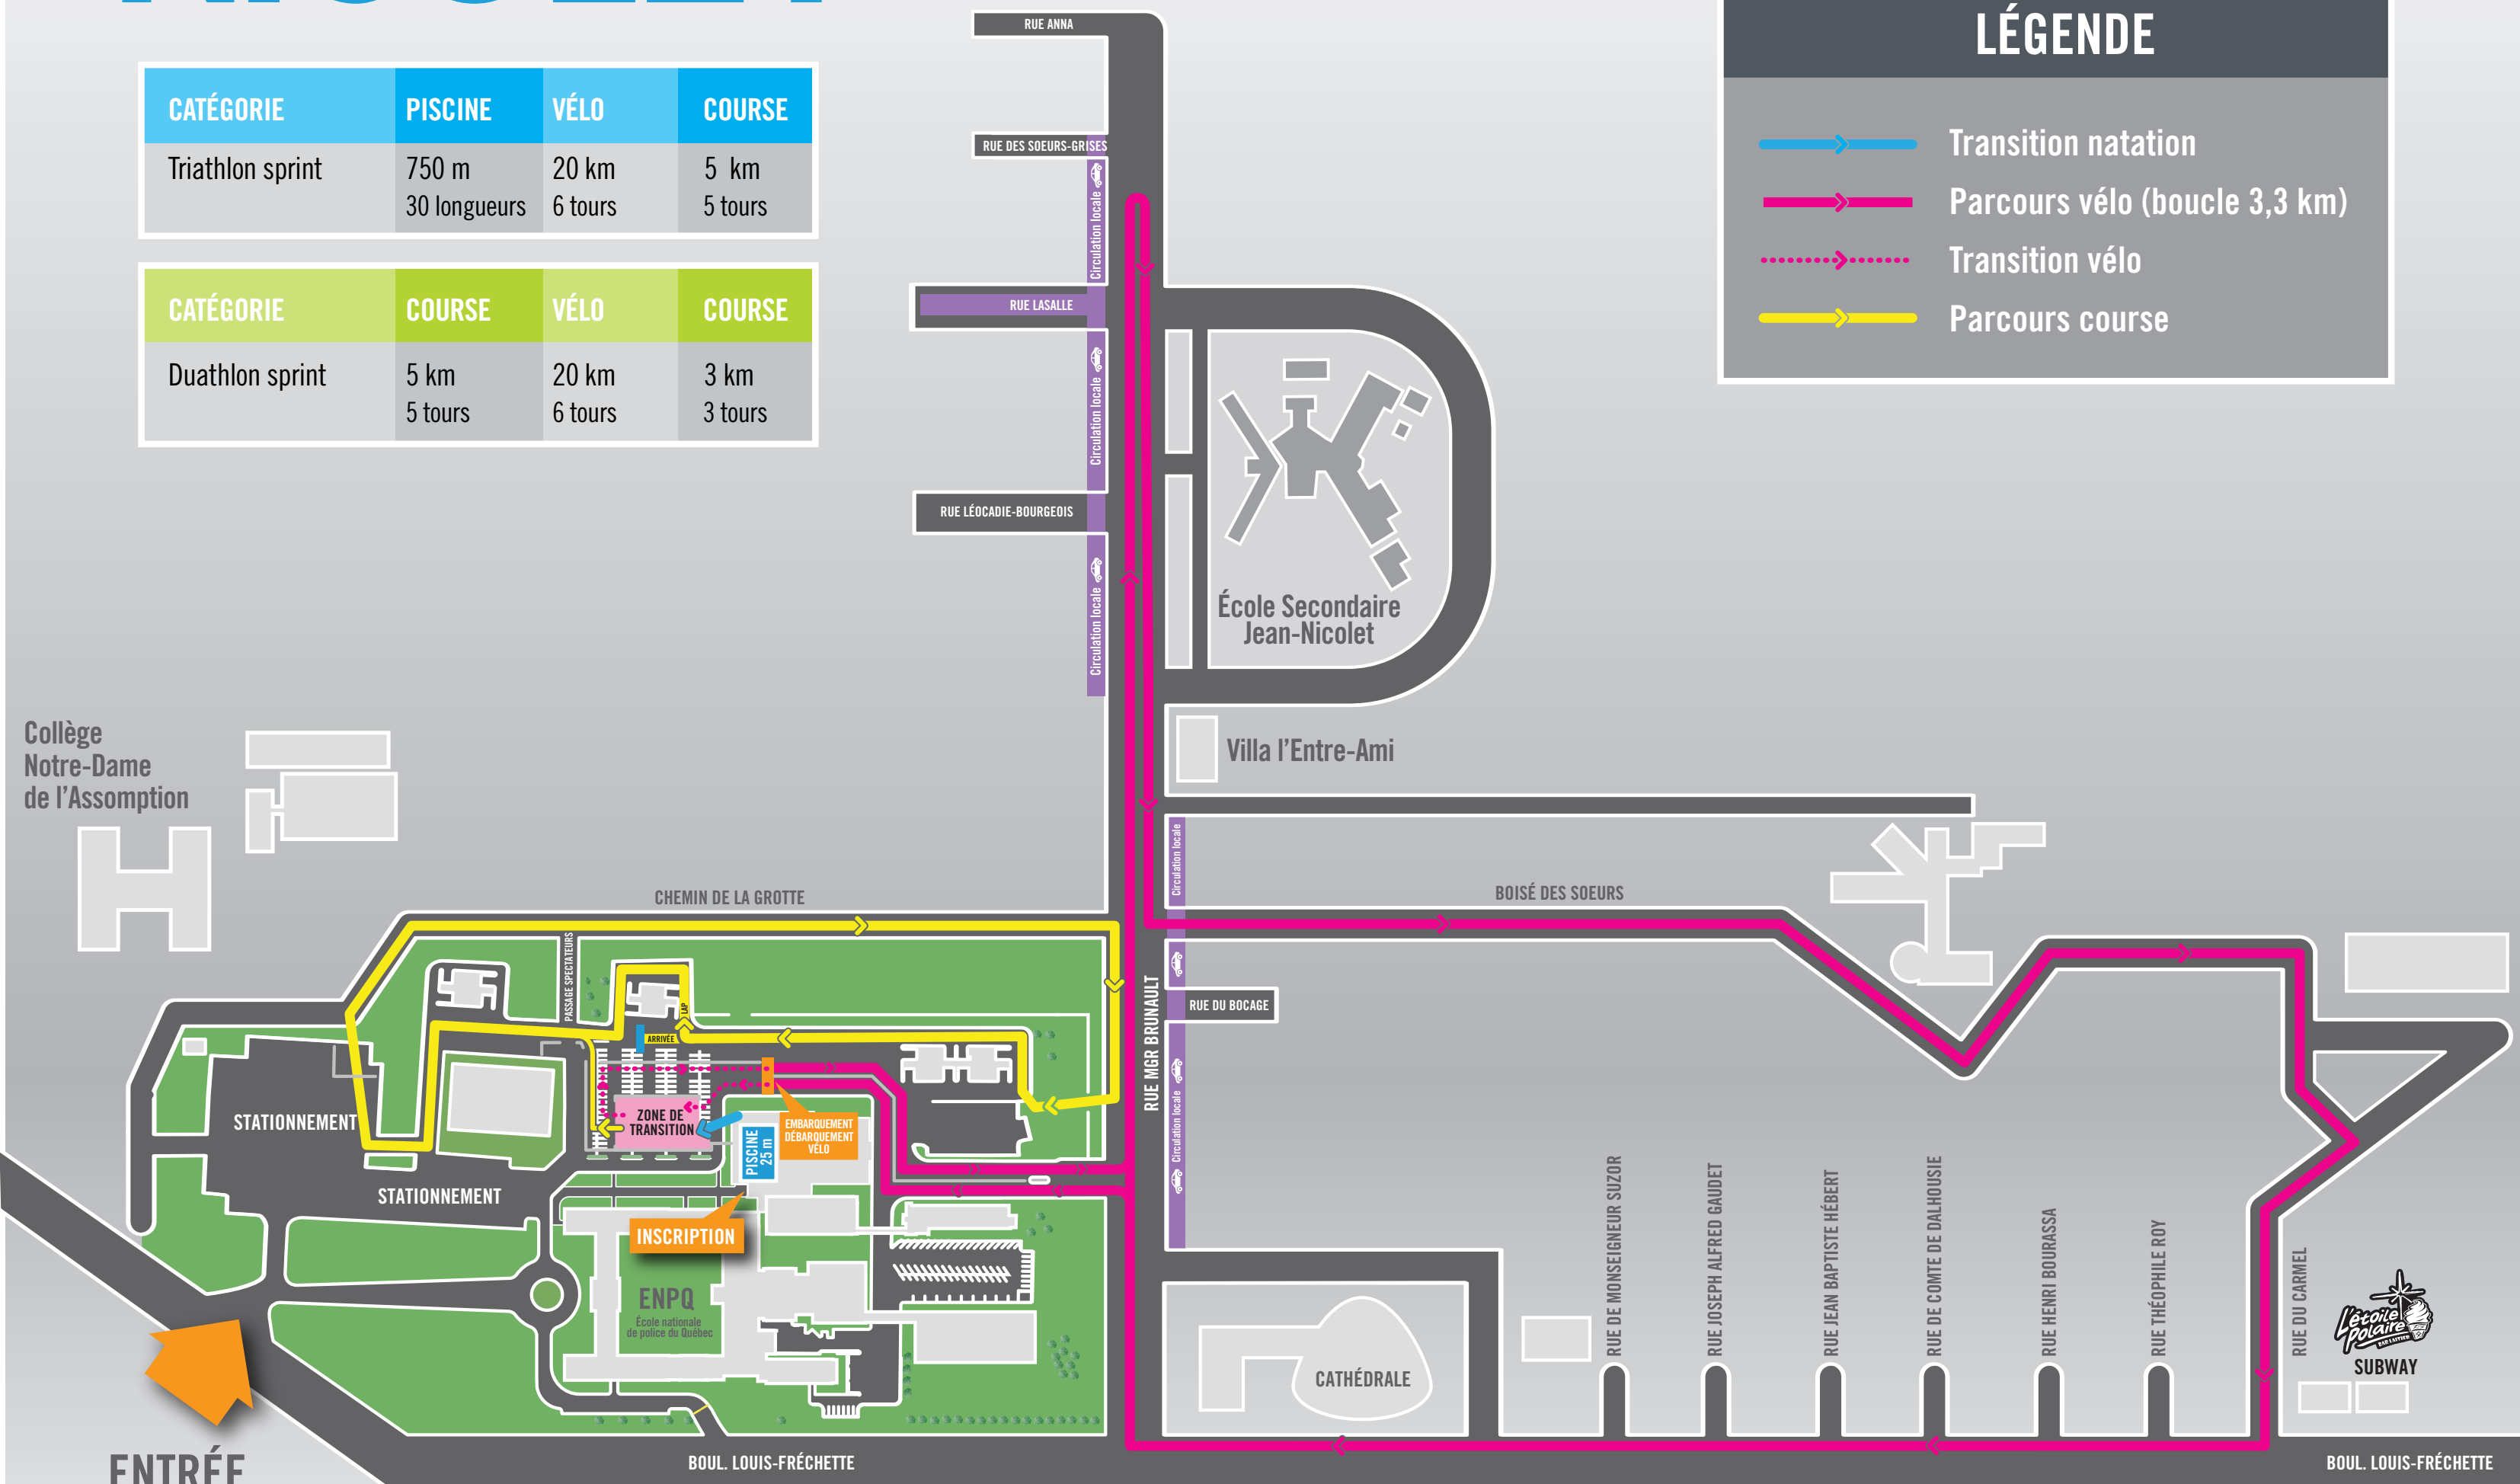 CATÉGORIE PISCINE VÉLO COURSE
Triathlon sprint 750 m 20 km 5 km
30 longueurs 6 tours 5 tours
CATÉGORIE COURSE VÉLO COURSE
Duathlon sprint 5 km 20 km 3 km
5 tours 6 tours 3 tours
LÉGENDE
Transition natation
Parcours vélo (boucle 3,3 km)
Transition vélo
Parcours course
RUE ANNA
RUE DES SOEURS-GRISES
Circulation locale
RUE LASALLE
Circulation locale
RUE LÉOCADIE-BOURGEOIS
Circulation locale
École Secondaire
Jean-Nicolet
Villa l'Entre-Ami
Collège
Notre-Dame
de l'Assomption
CHEMIN DE LA GROTTE
BOISÉ DES SOEURS
Circulation locale
PASSAGE SPECTATEURS
RUE MGR BRUNAULT
RUE DU BOCAGE
Circulation locale
LAP
ARRIVÉE
STATIONNEMENT
ZONE DE
TRANSITION
PISCINE
25 m
EMBARQUEMENT
DÉBARQUEMENT
VÉLO
STATIONNEMENT
INSCRIPTION
ENPQ
École nationale
de police du Québec
CATHÉDRALE
RUE DE MONSEIGNEUR SUZOR
RUE JOSEPH ALFRED GAUDET
RUE JEAN BAPTISTE HÉBERT
RUE DE COMTE DE DALHOUSIE
RUE HENRI BOURASSA
RUE THÉOPHILE ROY
RUE DU CARMEL
L'étoile
Polaire
BAR LAITIER
SUBWAY
ENTRÉE
BOUL. LOUIS-FRÉCHETTE
BOUL. LOUIS-FRÉCHETTE